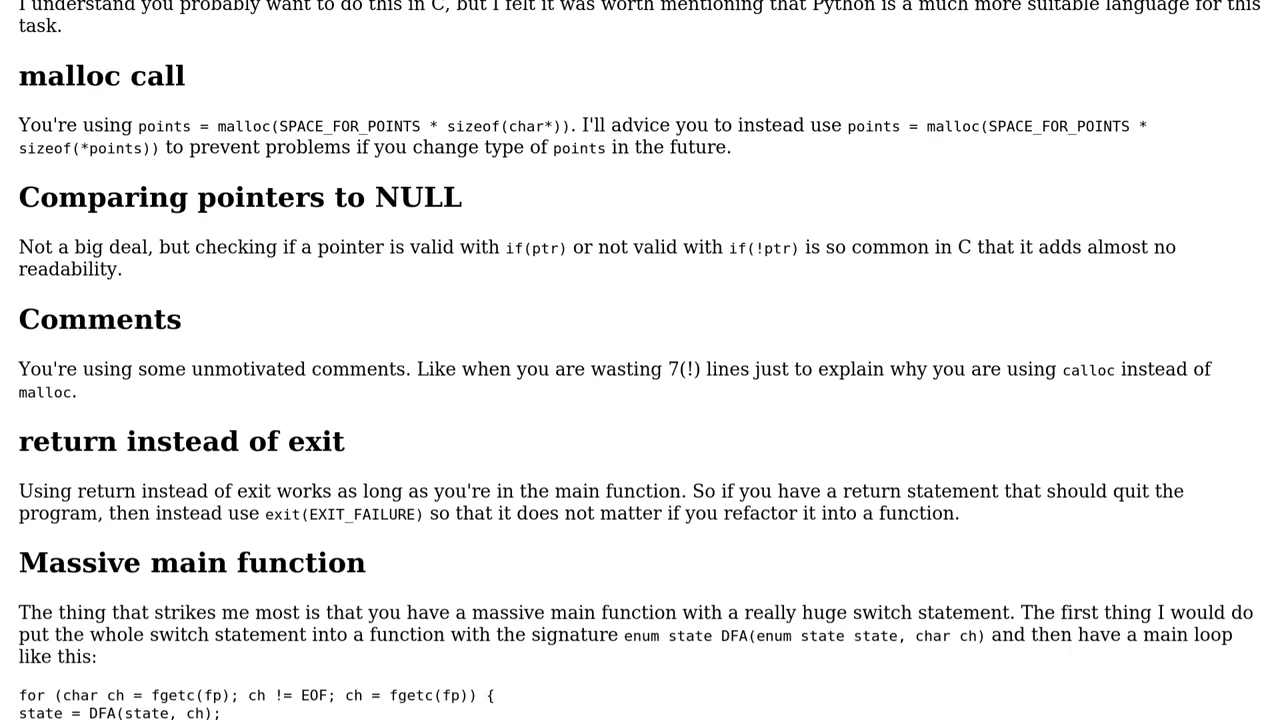 I understand you probably want to do this in C, but I felt it was worth mentioning that Python is a much more suitable language for this
task.
malloc call
You're using points = malloc(SPACE_FOR_POINTS * sizeof(char*)). I'll advice you to instead use points = malloc(SPACE_FOR_POINTS *
sizeof(*points)) to prevent problems if you change type of points in the future.
Comparing pointers to NULL
Not a big deal, but checking if a pointer is valid with if(ptr) or not valid with if(!ptr) is so common in C that it adds almost no
readability.
Comments
You're using some unmotivated comments. Like when you are wasting 7(!) lines just to explain why you are using calloc instead of
malloc.
return instead of exit
Using return instead of exit works as long as you're in the main function. So if you have a return statement that should quit the
program, then instead use exit(EXIT_FAILURE) so that it does not matter if you refactor it into a function.
Massive main function
The thing that strikes me most is that you have a massive main function with a really huge switch statement. The first thing I would do
put the whole switch statement into a function with the signature enum state DFA(enum state state, char ch) and then have a main loop
like this:
for (char ch = fgetc(fp); ch != EOF; ch = fgetc(fp)) {
state = DFA(state, ch);